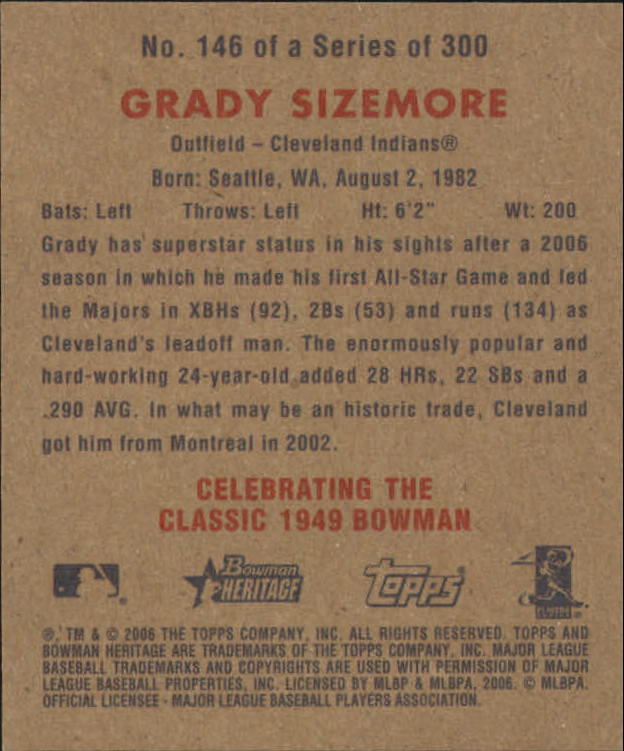 No. 146 of a Series of 300
GRADY SIZEMORE
Outfield – Cleveland Indians®
Born: Seattle, WA, August 2, 1982
Bats: Left Throws: Left Ht: 6'2" Wt: 200
Grady has superstar status in his sights after a 2006
season in which he made his first All-Star Game and led
the Majors in XBHs (92), 2Bs (53) and runs (134) as
Cleveland's leadoff man. The enormously popular and
hard-working 24-year-old added 28 HRs, 22 SBs and a
.290 AVG. In what may be an historic trade, Cleveland
got him from Montreal in 2002.
CELEBRATING THE
CLASSIC 1949 BOWMAN
Bowman
HERITAGE
Topps®
PLAYERS
®, TM & © 2006 THE TOPPS COMPANY, INC. ALL RIGHTS RESERVED. TOPPS AND
BOWMAN HERITAGE ARE TRADEMARKS OF THE TOPPS COMPANY, INC. MAJOR LEAGUE
BASEBALL TRADEMARKS AND COPYRIGHTS ARE USED WITH PERMISSION OF MAJOR
LEAGUE BASEBALL PROPERTIES, INC. LICENSED BY MLBP & MLBPA, 2006. © MLBPA.
OFFICIAL LICENSEE - MAJOR LEAGUE BASEBALL PLAYERS ASSOCIATION.